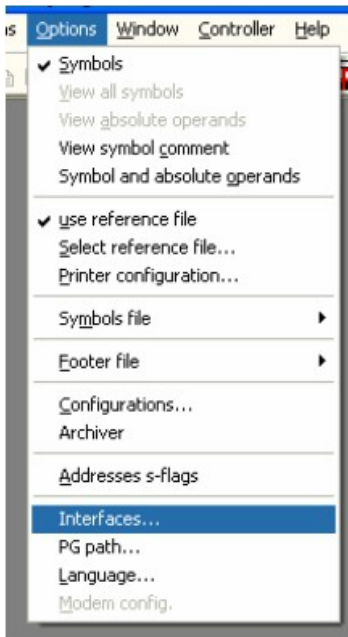 Options Window Controller Help
Symbols
View all symbols
View absolute operands
View symbol comment
Symbol and absolute operands
use reference file
Select reference file...
Printer configuration...
Symbols file
Footer file
Configurations...
Archiver
Addresses s-flags
Interfaces...
PG path...
Language...
Modem config.